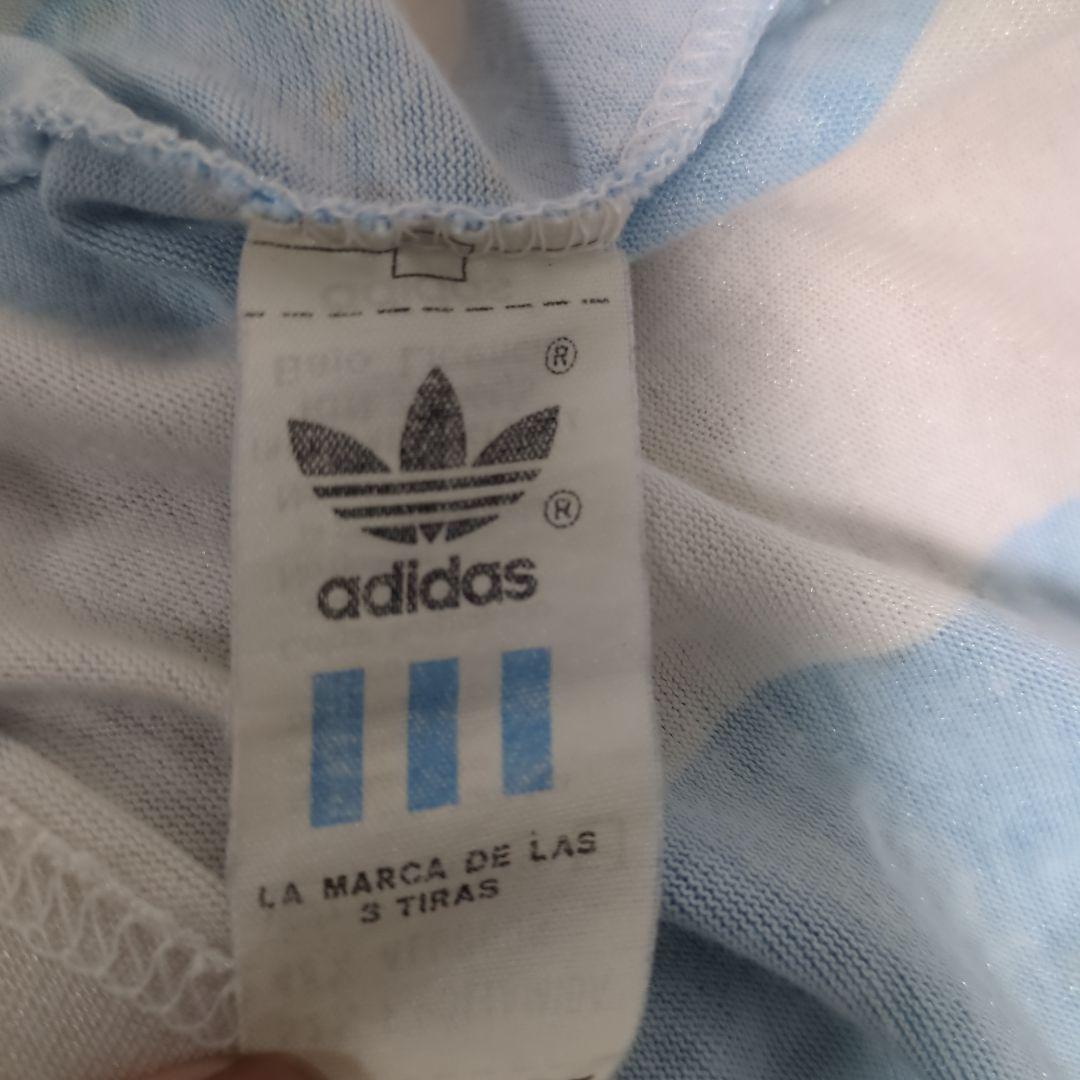 ®
®
adidas
LA MARCA DE LAS
3 TIRAS